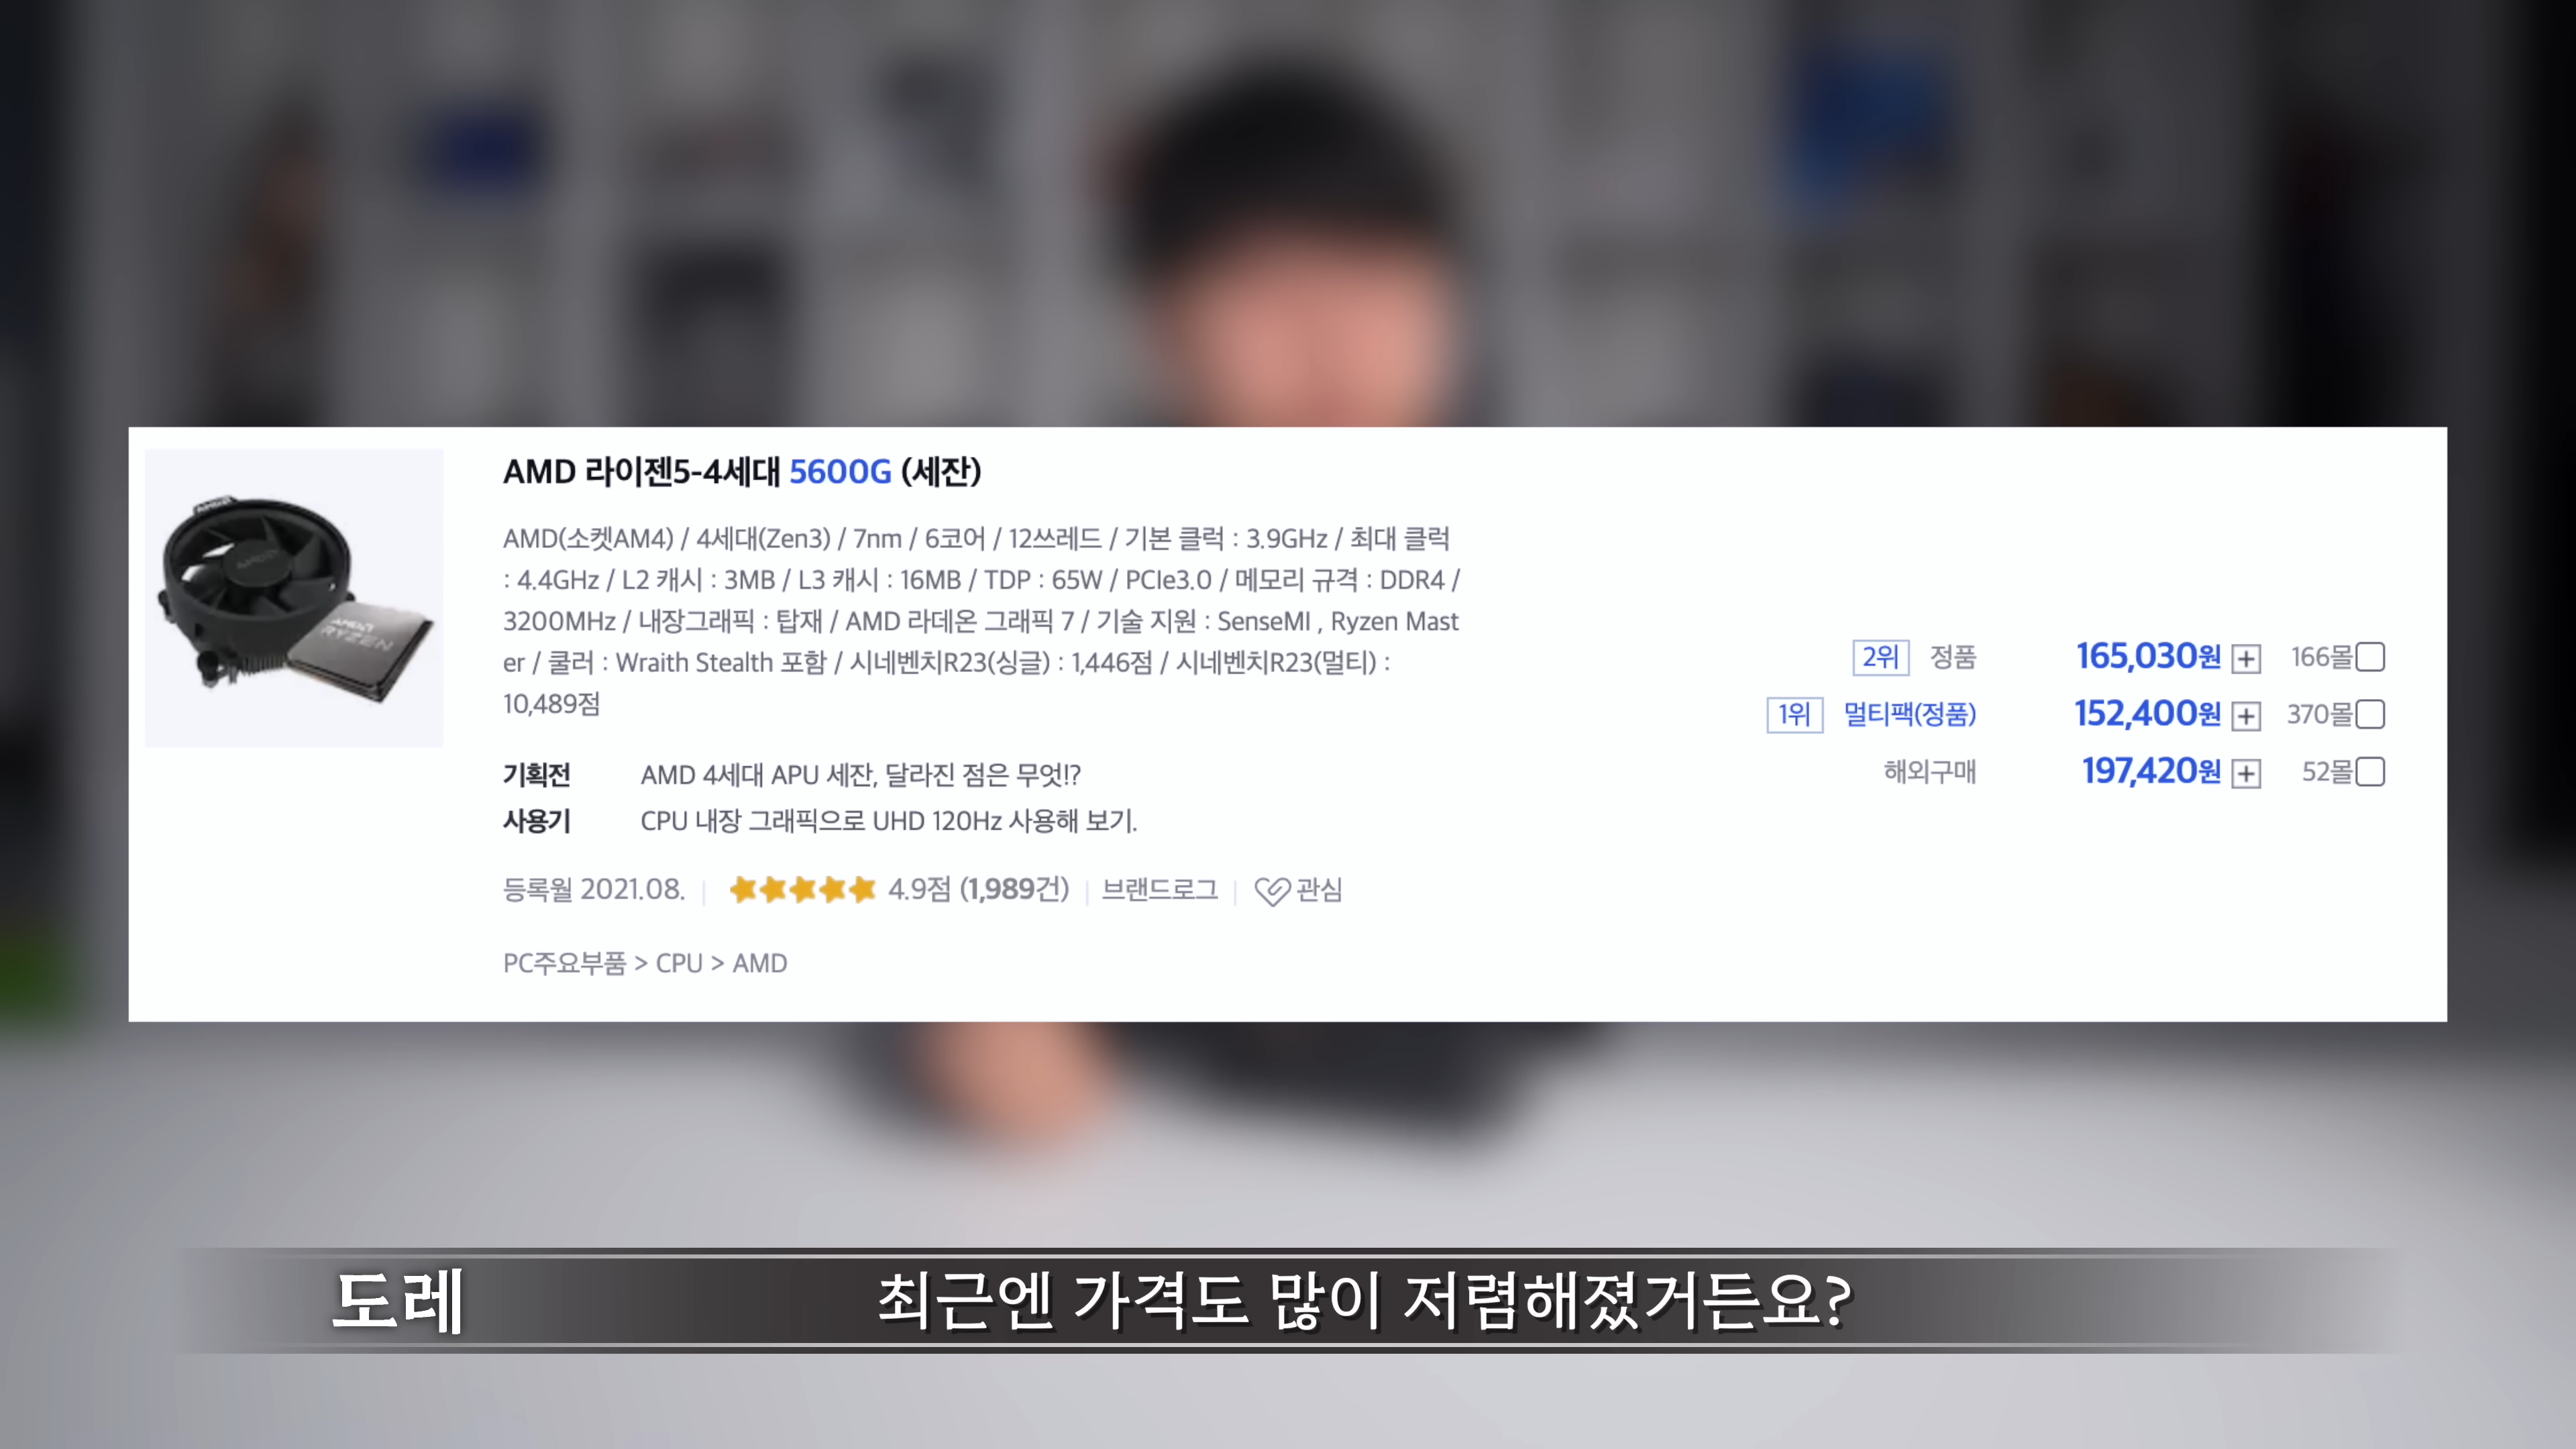 AMD 라이젠5-4세대 5600G (세잔)
AMD(소켓AM4) / 4세대(Zen3) / 7nm / 6코어 / 12쓰레드 / 기본 클럭 : 3.9GHz / 최대 클럭
: 4.4GHz / L2 캐시 : 3MB / L3 캐시 : 16MB / TDP : 65W / PCIe3.0 / 메모리 규격 : DDR4 /
3200MHz / 내장그래픽 : 탑재 / AMD 라데온 그래픽 7 / 기술 지원 : SenseMI , Ryzen Mast
er / 쿨러 : Wraith Stealth 포함 / 시네벤치R23(싱글) : 1,446점 / 시네벤치R23(멀티) :
10,489점
기획전 AMD 4세대 APU 세잔, 달라진 점은 무엇!?
사용기 CPU 내장 그래픽으로 UHD 120Hz 사용해 보기.
등록월 2021.08. 4.9점 (1,989건) 브랜드로그 관심
PC주요부품 > CPU > AMD
2위 정품 165,030원 166몰
1위 멀티팩(정품) 152,400원 370몰
해외구매 197,420원 52몰
AMD
RYZEN
도레 최근엔 가격도 많이 저렴해졌거든요?